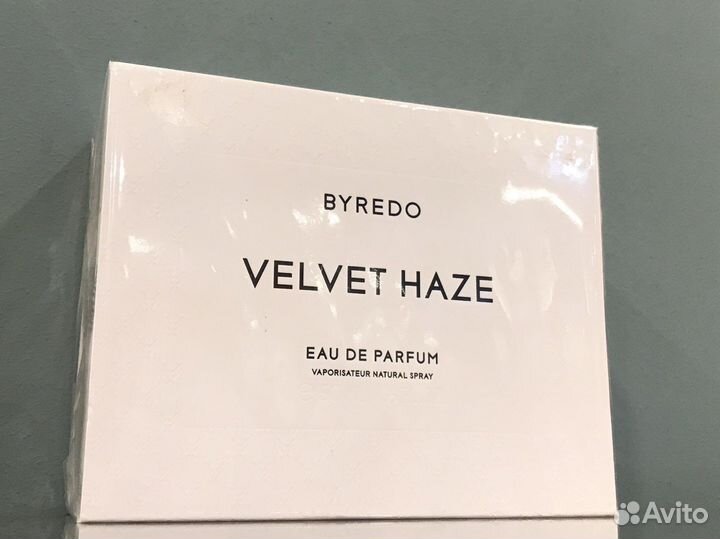 BYREDO
VELVET HAZE
EAU DE PARFUM
VAPORISATEUR NATURAL SPRAY
Avito